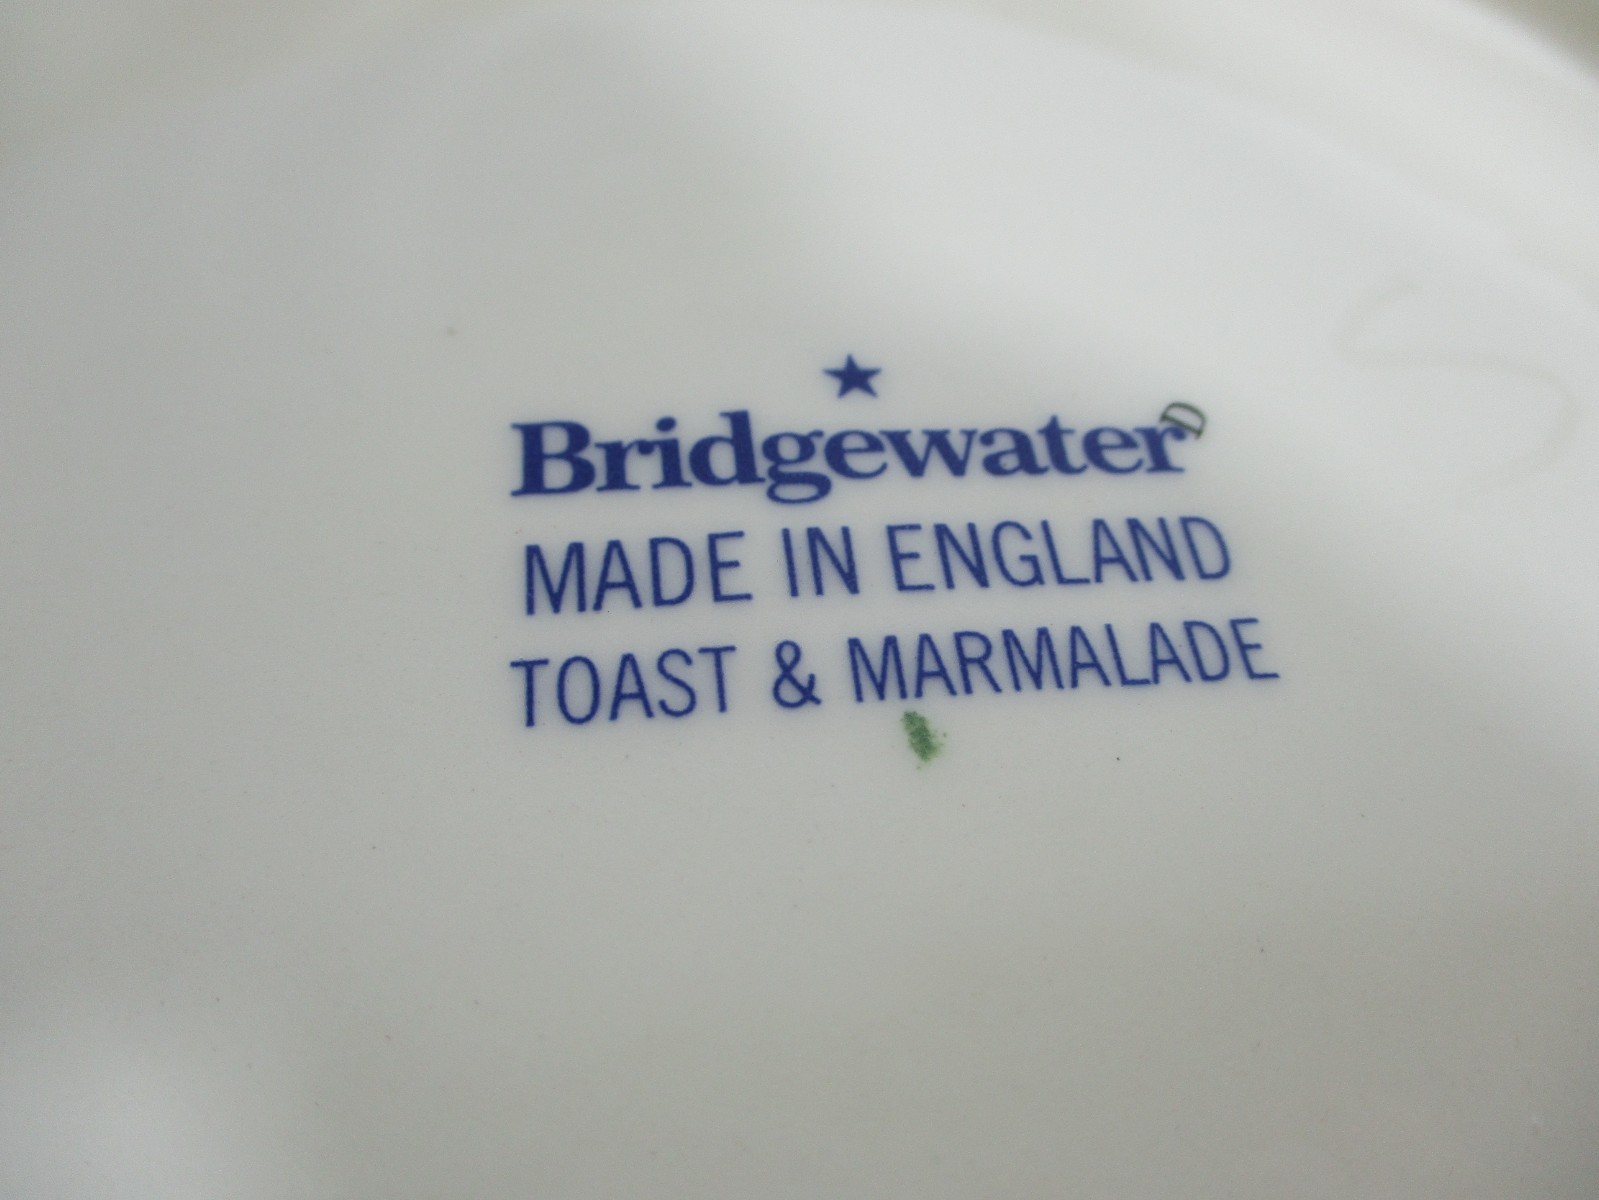 Bridgewater D
MADE IN ENGLAND
TOAST & MARMALADE